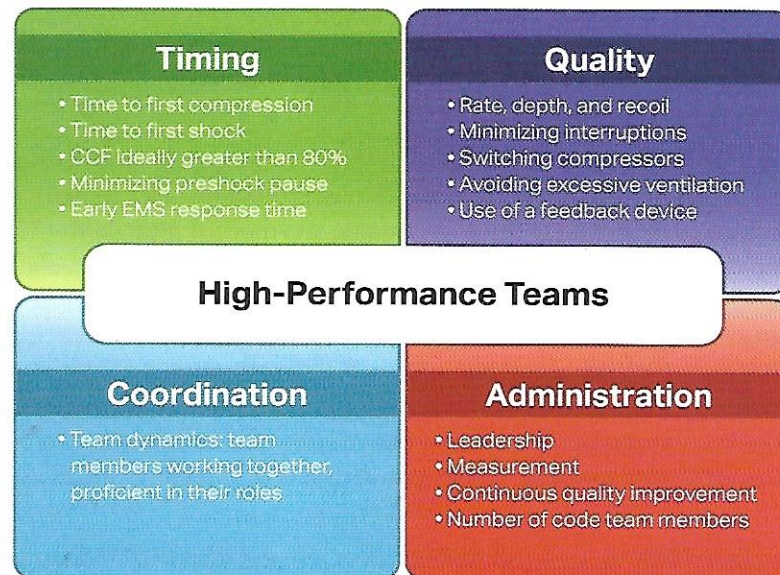 Timing
• Time to first compression
• Time to first shock
• CCF ideally greater than 80%
• Minimizing preshock pause
• Early EMS response time
Quality
• Rate, depth, and recoil
• Minimizing interruptions
• Switching compressors
• Avoiding excessive ventilation
• Use of a feedback device
High-Performance Teams
Coordination
• Team dynamics: team
members working together,
proficient in their roles
Administration
• Leadership
• Measurement
• Continuous quality improvement
• Number of code team members